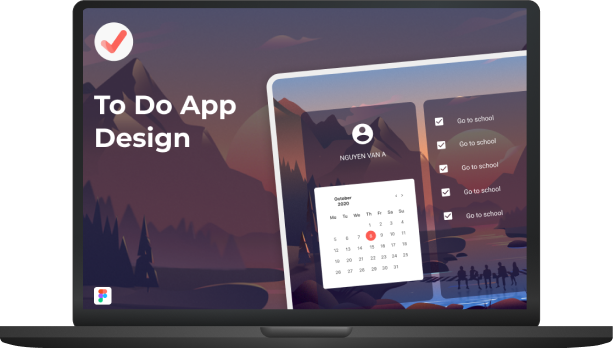 To Do App
Design
NGUYEN VAN A
October
2020
Mo Tu We Th Fr Sa Su
1 2 3 4
5 6 7 8 9 10 11
12 13 14 15 16 17 18
19 20 21 22 23 24 25
26 27 28 29 30 31
Go to school
Go to school
Go to school
Go to school
Go to school